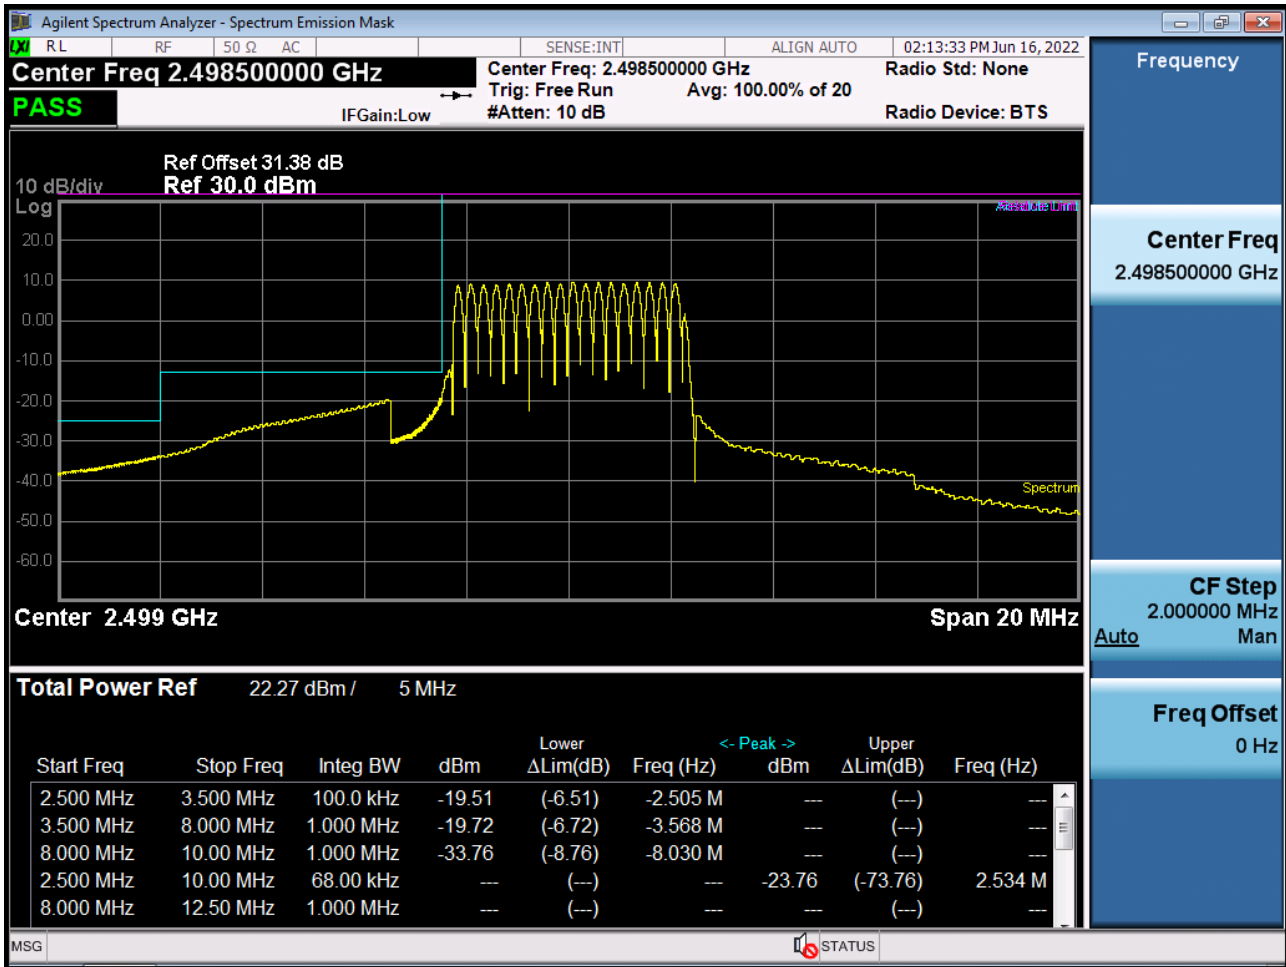 Agilent Spectrum Analyzer - Spectrum Emission Mask
LXI RL RF 50 Ω AC SENSE:INT ALIGN AUTO 02:13:33 PM Jun 16, 2022
Center Freq 2.498500000 GHz
Center Freq: 2.498500000 GHz
Radio Std: None
Trig: Free Run Avg: 100.00% of 20
PASS
IFGain:Low
#Atten: 10 dB
Radio Device: BTS
Ref Offset 31.38 dB
10 dB/div Ref 30.0 dBm
Log
Absolute Limit
20.0
10.0
0.00
-10.0
-20.0
-30.0
-40.0
Spectrum
-50.0
-60.0
Center 2.499 GHz Span 20 MHz
Total Power Ref 22.27 dBm / 5 MHz
Lower <- Peak -> Upper
Start Freq Stop Freq Integ BW dBm ΔLim(dB) Freq (Hz) dBm ΔLim(dB) Freq (Hz)
2.500 MHz 3.500 MHz 100.0 kHz -19.51 (-6.51) -2.505 M --- (---) ---
3.500 MHz 8.000 MHz 1.000 MHz -19.72 (-6.72) -3.568 M --- (---) ---
8.000 MHz 10.00 MHz 1.000 MHz -33.76 (-8.76) -8.030 M --- (---) ---
2.500 MHz 10.00 MHz 68.00 kHz --- (---) --- -23.76 (-73.76) 2.534 M
8.000 MHz 12.50 MHz 1.000 MHz --- (---) --- --- (---) ---
MSG STATUS
Frequency
Center Freq
2.498500000 GHz
CF Step
2.000000 MHz
Auto Man
Freq Offset
0 Hz